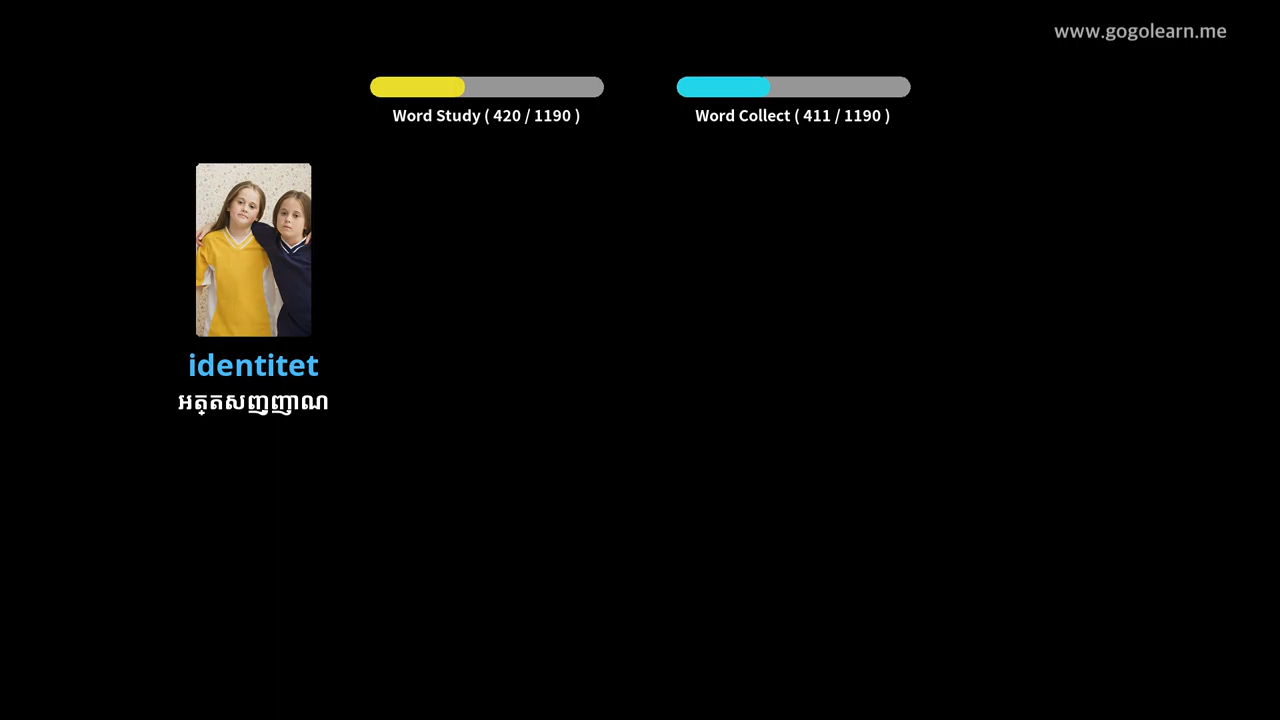 www.gogolearn.me
Word Study ( 420 / 1190 )
Word Collect ( 411 / 1190 )
identitet
អត្តសញ្ញាណ